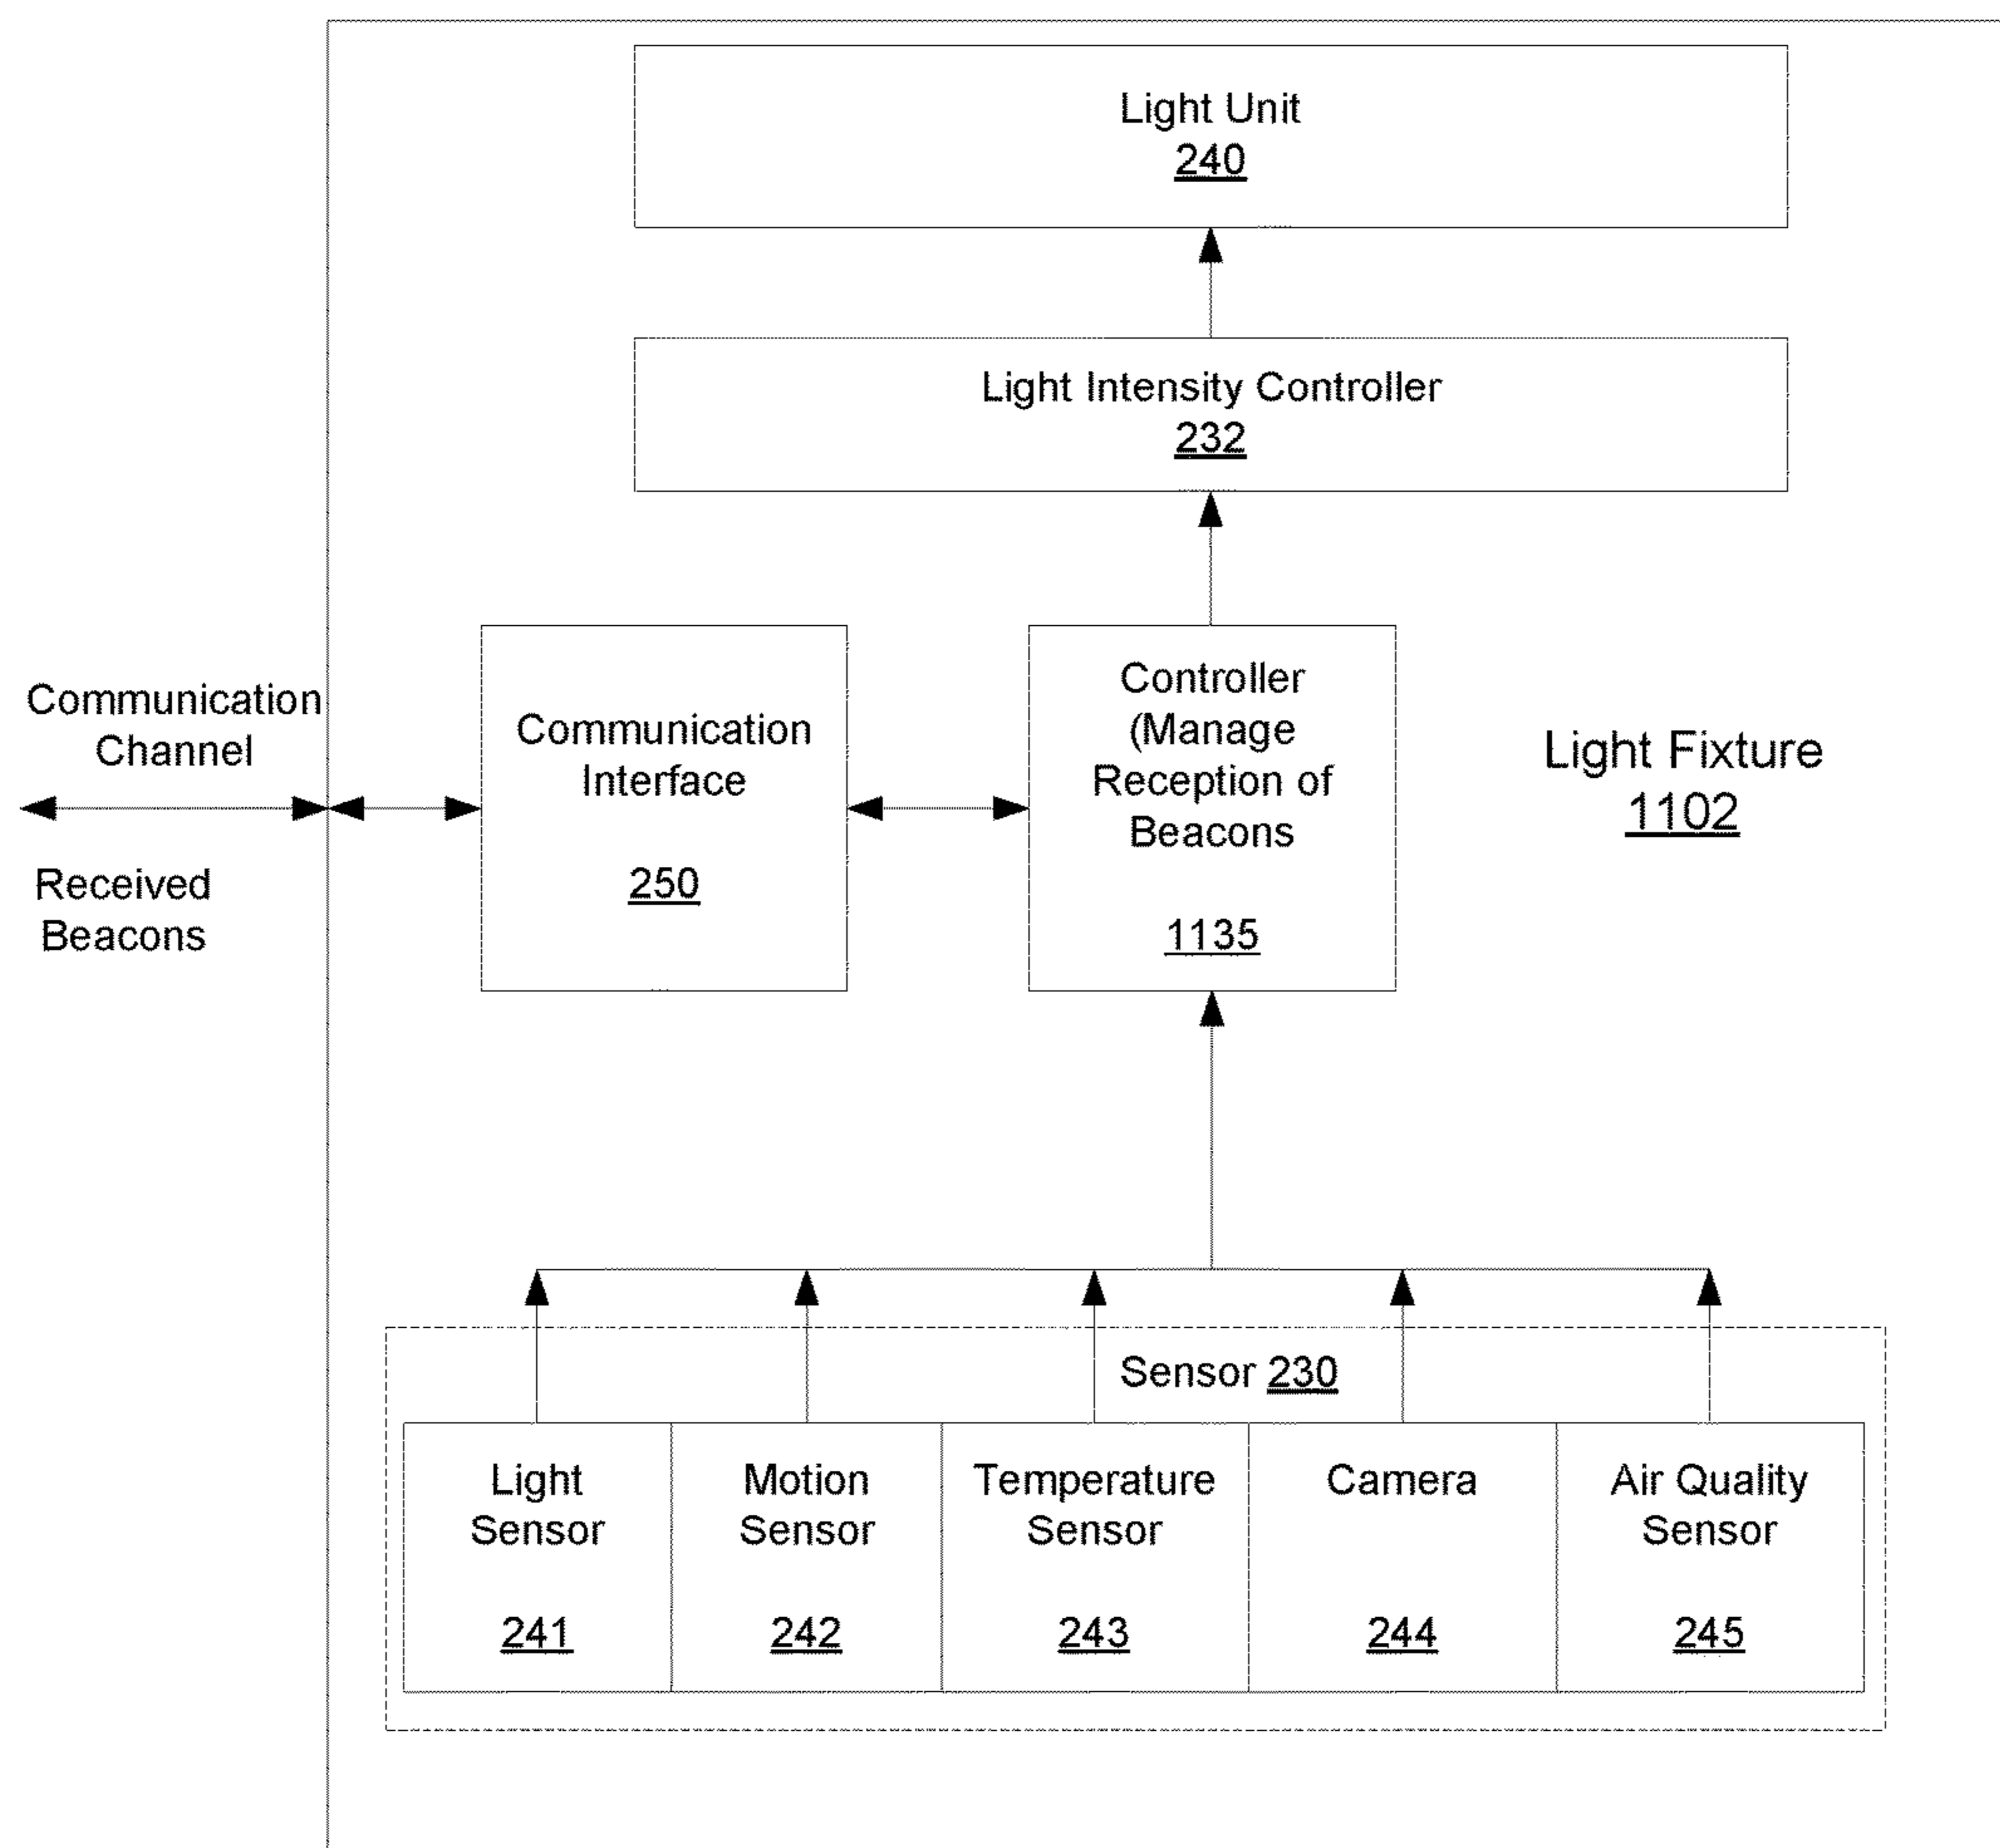 Light Unit
240
Light Intensity Controller
232
Communication
Channel
Received
Beacons
Communication
Interface
250
Controller
(Manage
Reception of
Beacons
1135
Light Fixture
1102
Sensor 230
Light
Sensor
241
Motion
Sensor
242
Temperature
Sensor
243
Camera
244
Air Quality
Sensor
245